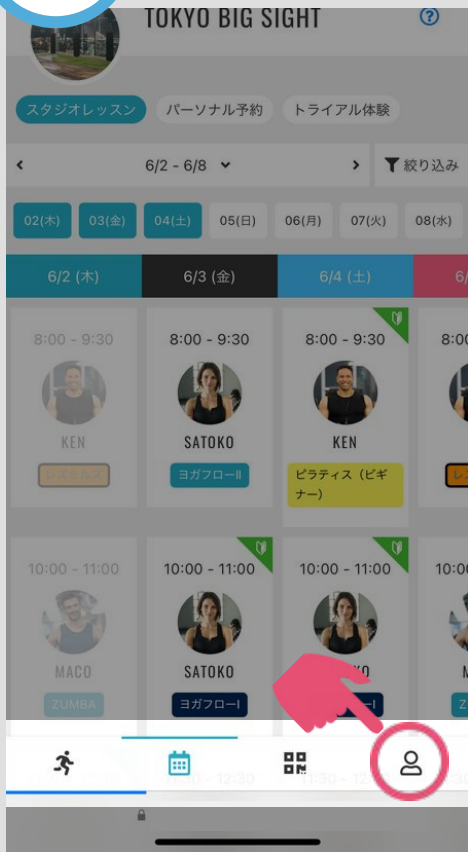 TOKYO BIG SIGHT
スタジオレッスン パーソナル予約 トライアル体験
6/2 - 6/8 絞り込み
02(木) 03(金) 04(土) 05(日) 06(月) 07(火) 08(水)
6/2 (木) 6/3 (金) 6/4 (土) 6/
8:00 - 9:30 8:00 - 9:30 8:00 - 9:30 8:00
KEN SATOKO KEN
ヨガフローII ピラティス（ビギ
ナー）
10:00 - 11:00 10:00 - 11:00 10:00 - 11:00 10:00
MACO SATOKO
ZUMBA ヨガフローI